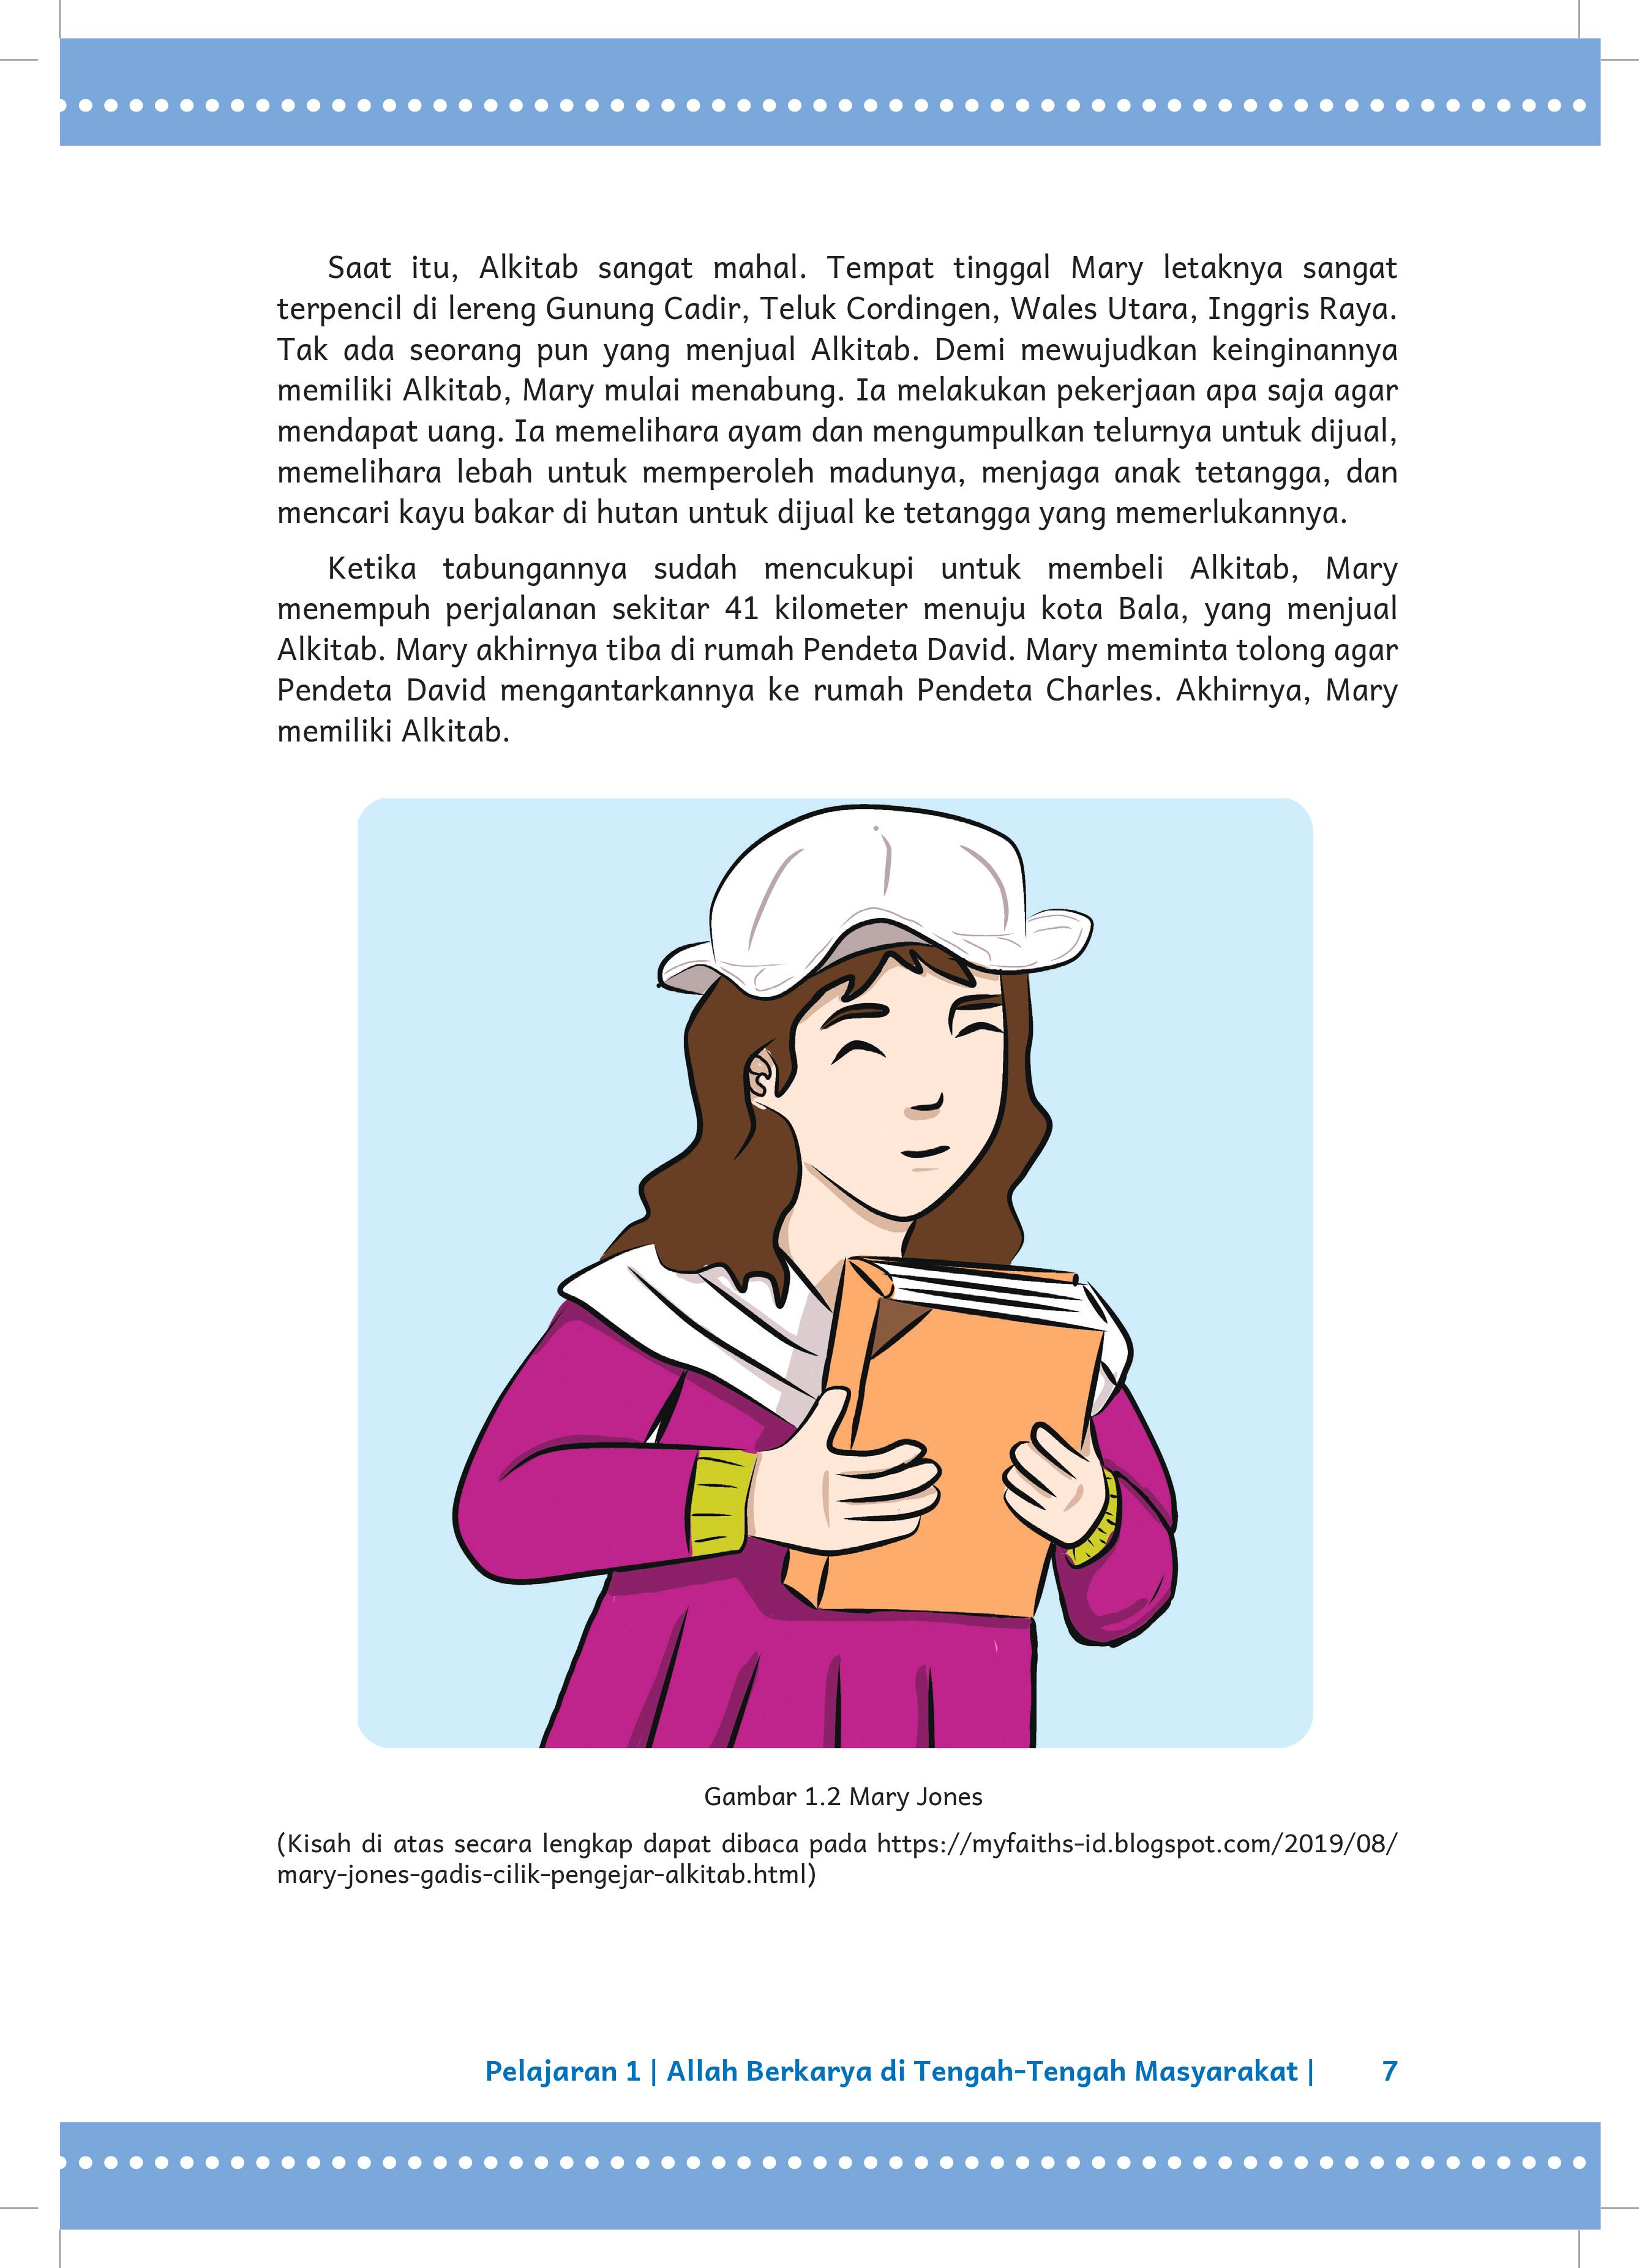 Saat itu, Alkitab sangat mahal. Tempat tinggal Mary letaknya sangat
terpencil di lereng Gunung Cadir, Teluk Cordingen, Wales Utara, Inggris Raya.
Tak ada seorang pun yang menjual Alkitab. Demi mewujudkan keinginannya
memiliki Alkitab, Mary mulai menabung. Ia melakukan pekerjaan apa saja agar
mendapat uang. Ia memelihara ayam dan mengumpulkan telurnya untuk dijual,
memelihara lebah untuk memperoleh madunya, menjaga anak tetangga, dan
mencari kayu bakar di hutan untuk dijual ke tetangga yang memerlukannya.
Ketika tabungannya sudah mencukupi untuk membeli Alkitab, Mary
menempuh perjalanan sekitar 41 kilometer menuju kota Bala, yang menjual
Alkitab. Mary akhirnya tiba di rumah Pendeta David. Mary meminta tolong agar
Pendeta David mengantarkannya ke rumah Pendeta Charles. Akhirnya, Mary
memiliki Alkitab.
Gambar 1.2 Mary Jones
(Kisah di atas secara lengkap dapat dibaca pada https://myfaiths-id.blogspot.com/2019/08/
mary-jones-gadis-cilik-pengejar-alkitab.html)
Pelajaran 1 | Allah Berkarya di Tengah-Tengah Masyarakat | 7